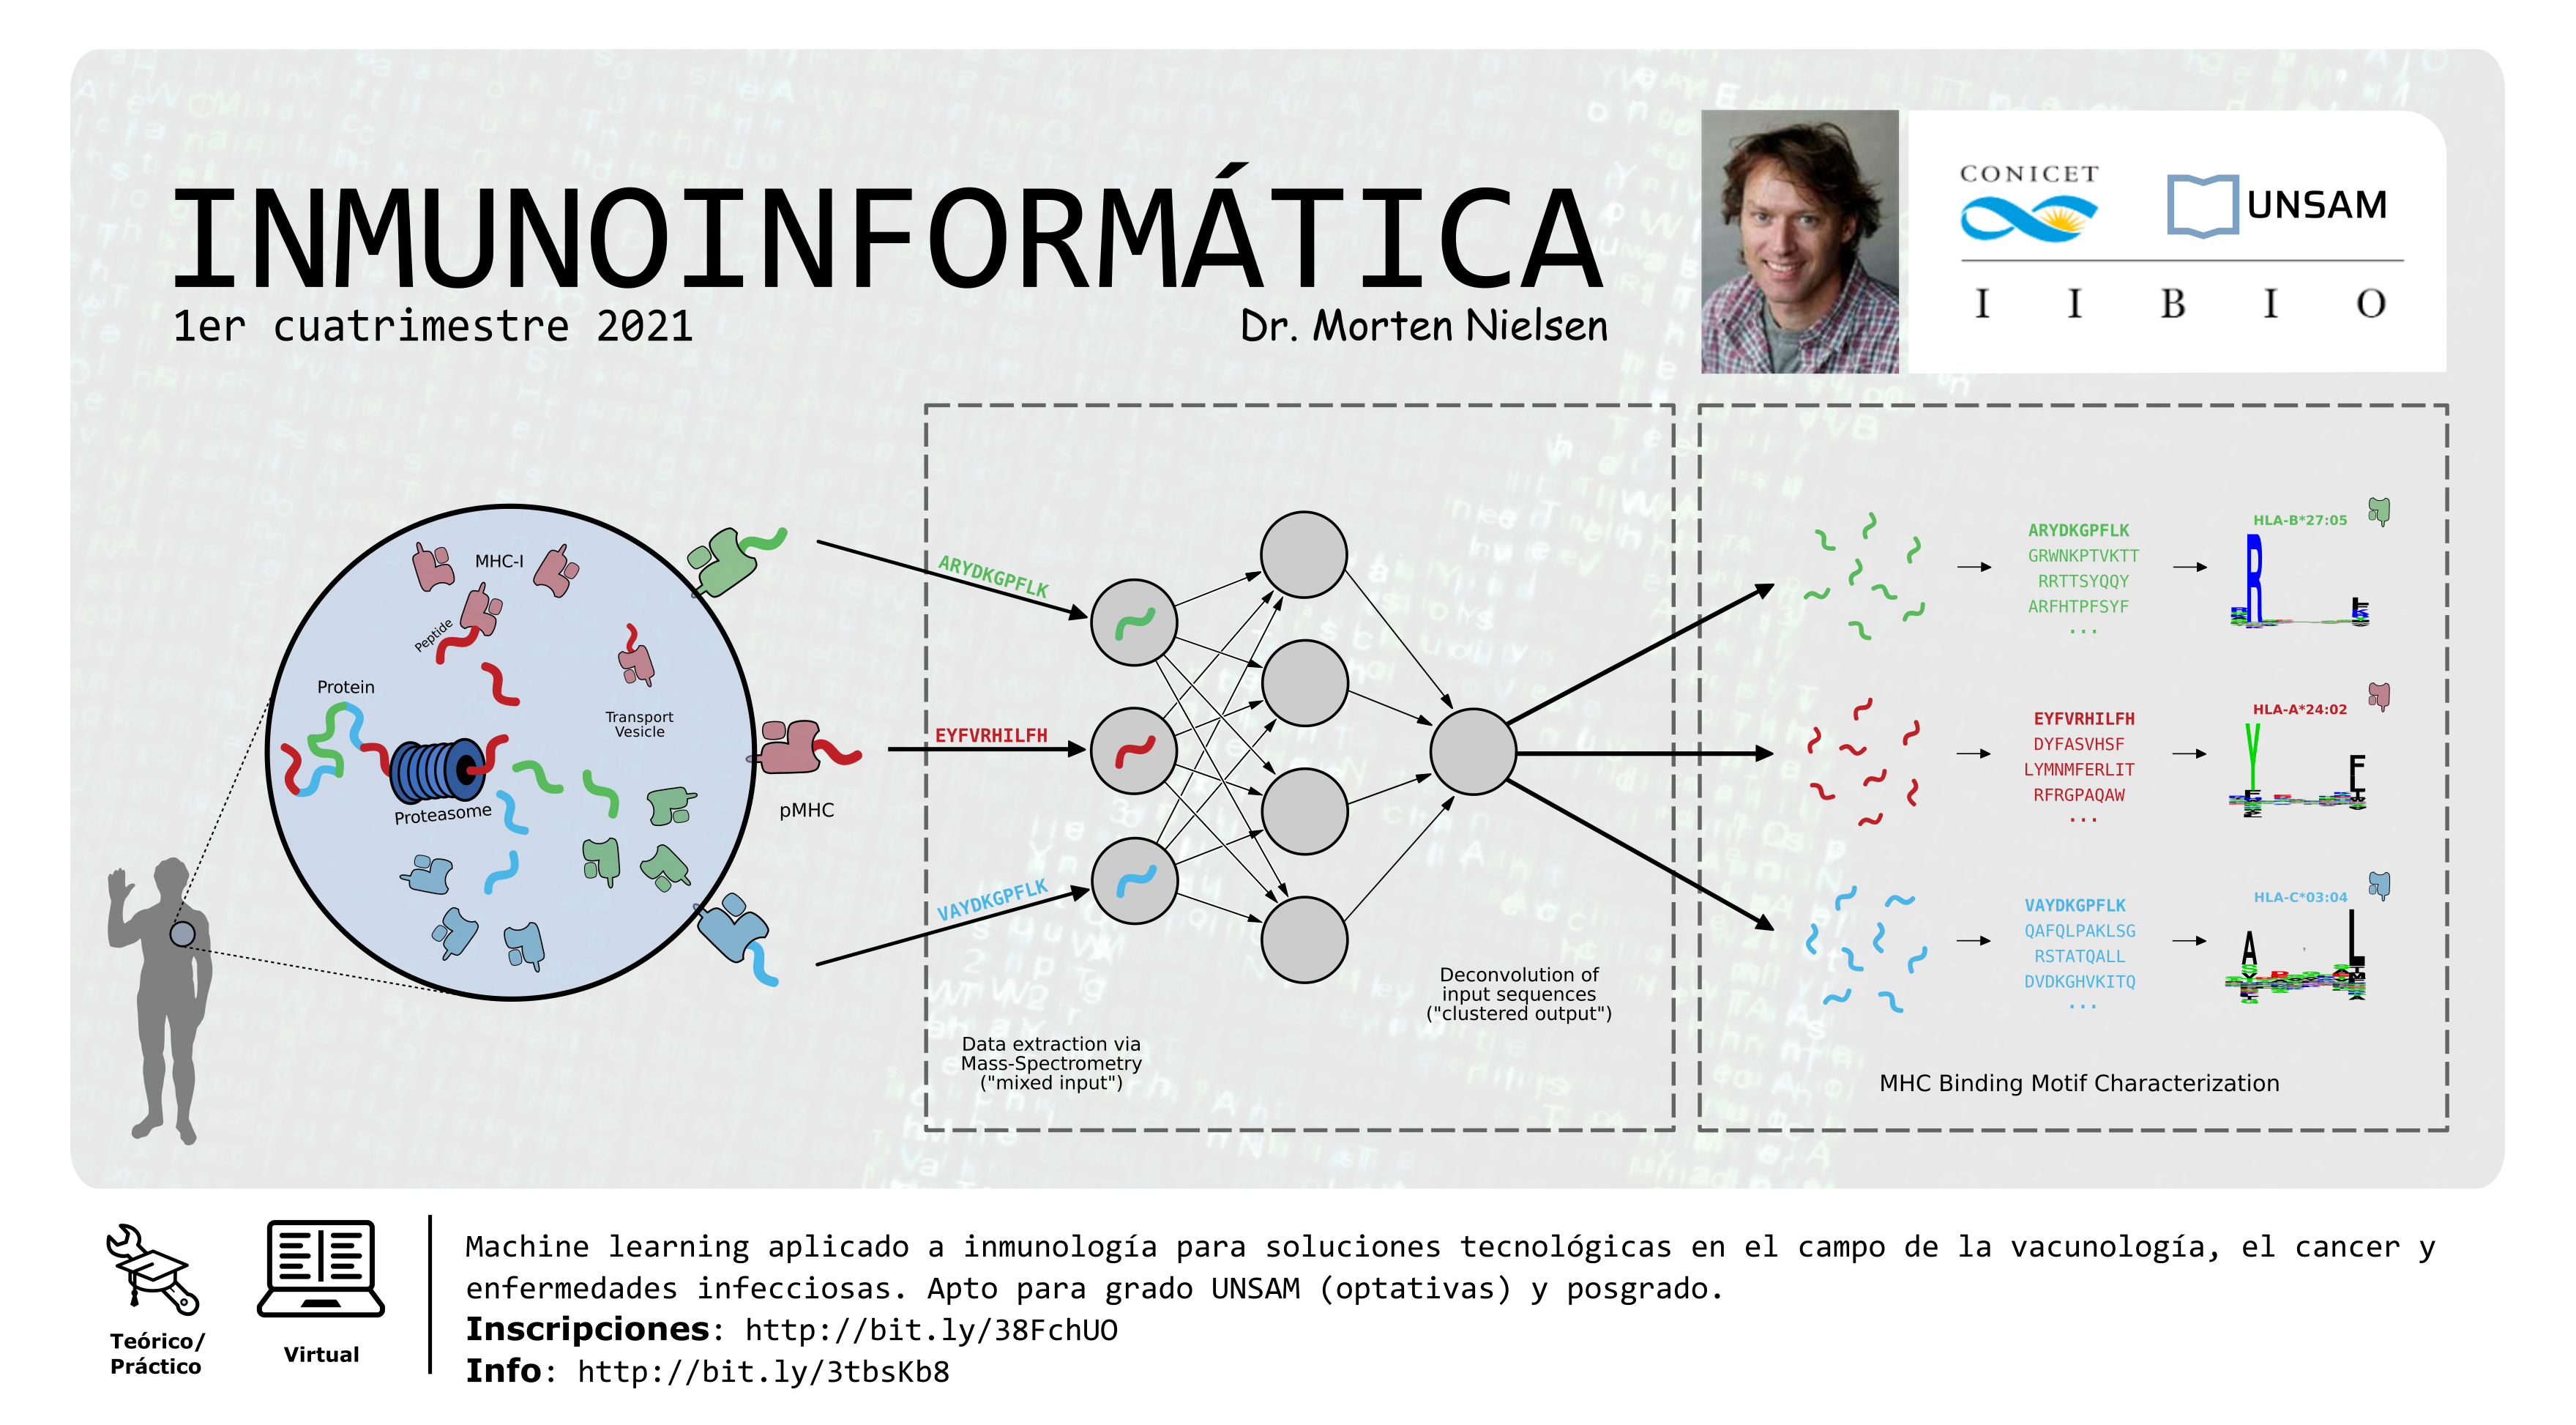 INMUNOINFORMÁTICA
1er cuatrimestre 2021
Dr. Morten Nielsen
CONICET
UNSAM
I I B I O
MHC-I
Peptide
Protein
Transport
Vesicle
Proteasome
pMHC
ARYDKGPFLK
EYFVRHILFH
VAYDKGPFLK
Data extraction via
Mass-Spectrometry
("mixed input")
Deconvolution of
input sequences
("clustered output")
ARYDKGPFLK
GRWNKPTVKTT
RRTTSYQQY
ARFHTPFSYF
...
HLA-B*27:05
R
EYFVRHILFH
DYFASVHSF
LYMNMFERLIT
RFRGPAQAW
...
HLA-A*24:02
Y
F
VAYDKGPFLK
QAFQLPAKLSG
RSTATQALL
DVDKGHVKITQ
...
HLA-C*03:04
A
L
MHC Binding Motif Characterization
Teórico/
Práctico
Virtual
Machine learning aplicado a inmunología para soluciones tecnológicas en el campo de la vacunología, el cancer y
enfermedades infecciosas. Apto para grado UNSAM (optativas) y posgrado.
Inscripciones: http://bit.ly/38FchUO
Info: http://bit.ly/3tbsKb8